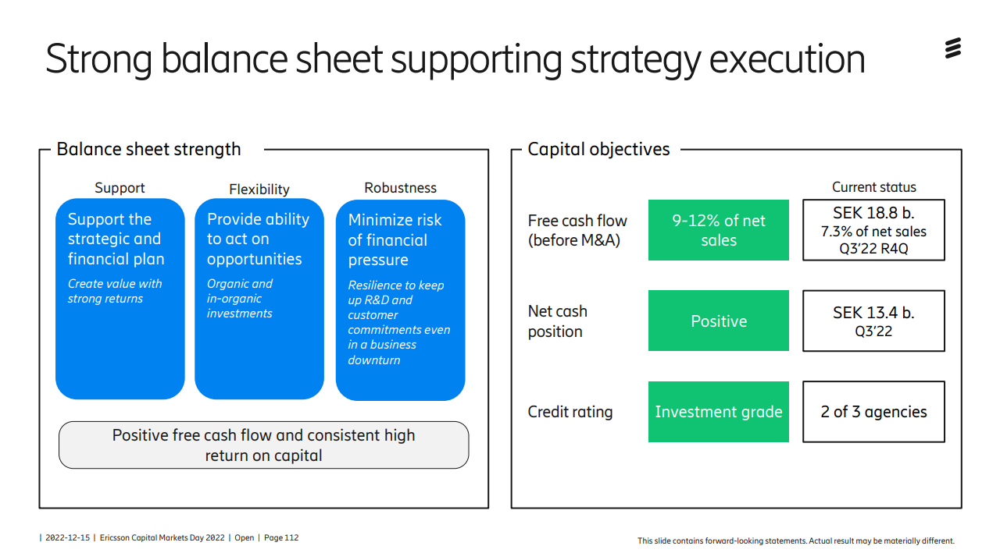 Strong balance sheet supporting strategy execution
Balance sheet strength
Support
Support the
strategic and
financial plan
Create value with
strong returns
Flexibility
Provide ability
to act on
opportunities
Organic and
in-organic
investments
Robustness
Minimize risk
of financial
pressure
Resilience to keep
up R&D and
customer
commitments even
in a business
downturn
Positive free cash flow and consistent high
return on capital
Capital objectives
Current status
Free cash flow
(before M&A)
9-12% of net
sales
SEK 18.8 b.
7.3% of net sales
Q3’22 R4Q
Net cash
position
Positive
SEK 13.4 b.
Q3’22
Credit rating
Investment grade
2 of 3 agencies
| 2022-12-15 | Ericsson Capital Markets Day 2022 | Open | Page 112
This slide contains forward-looking statements. Actual result may be materially different.